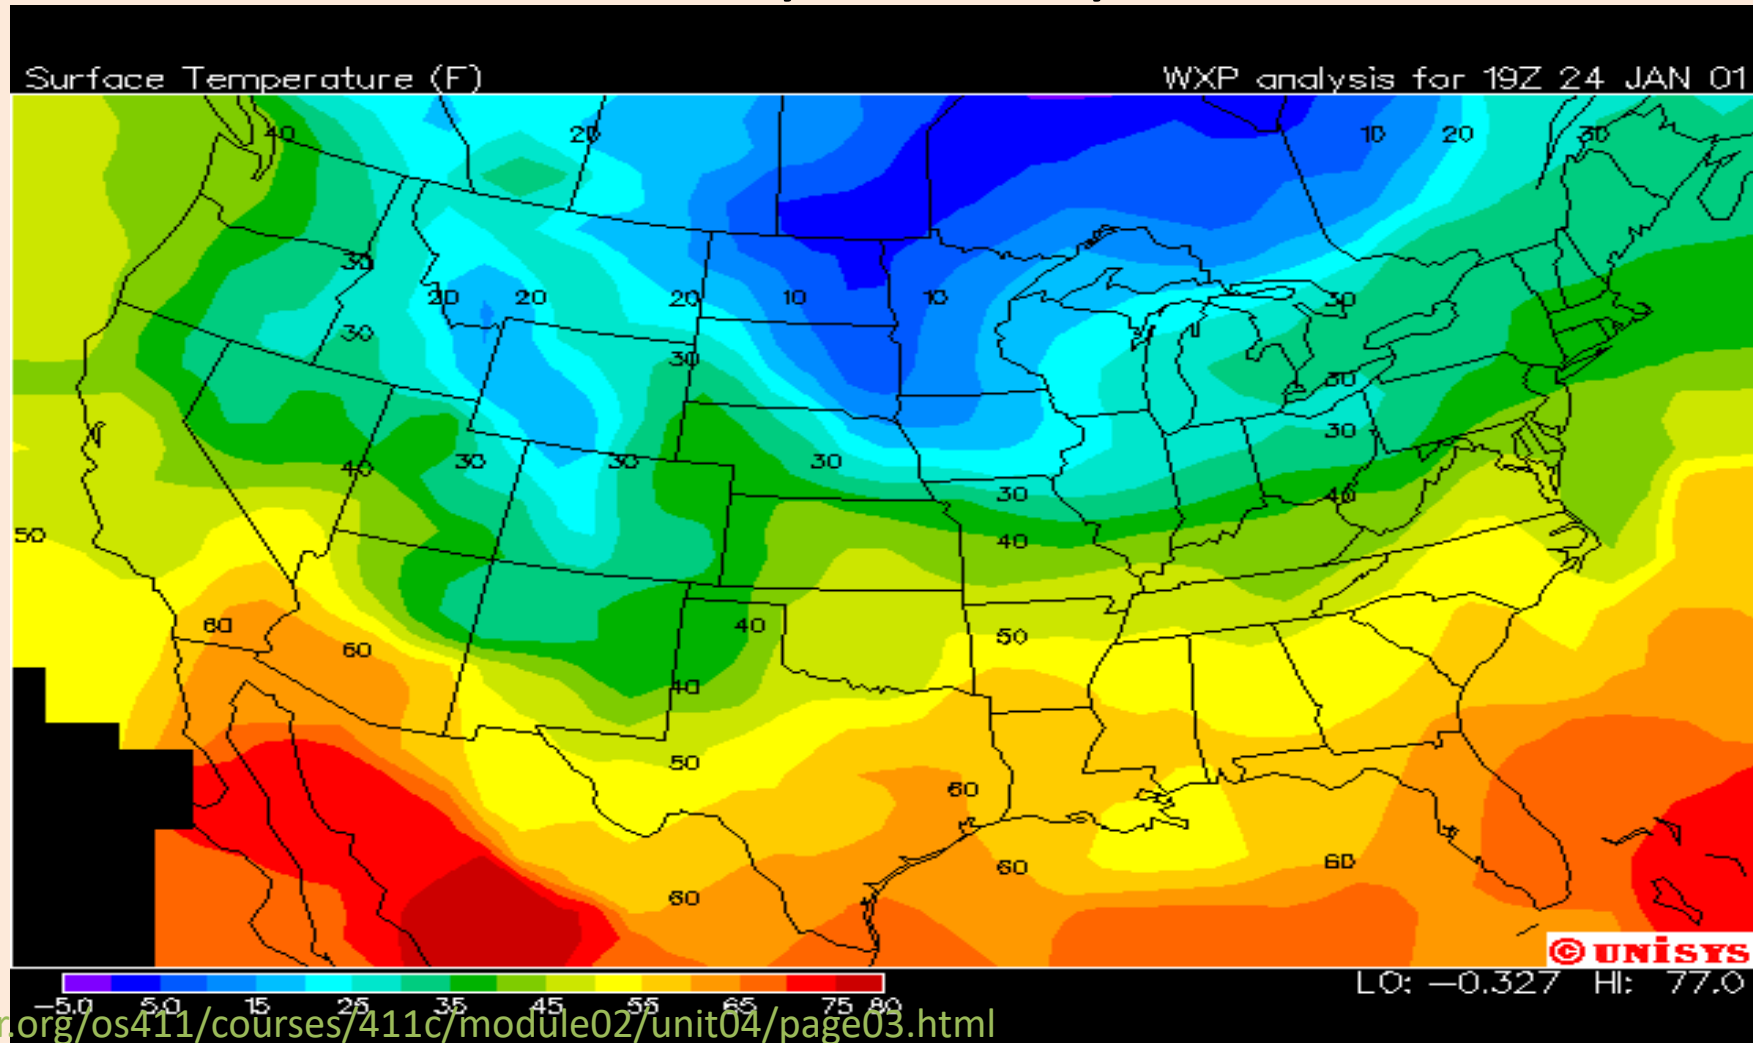 Surface Temperature (F) WXP analysis for 19Z 24 JAN 01
40 20 10 20 30
30 20 20 20 10 10 30
30 30 30
40 30 30 30 30
30 40
50 40
60 60 40 50
40
50 60
60 60 60
© UNISYS
LO: -0.327 HI: 77.0
-5.0 5.0 15 25 35 45 55 65 75 80
r.org/os411/courses/411c/module02/unit04/page03.html